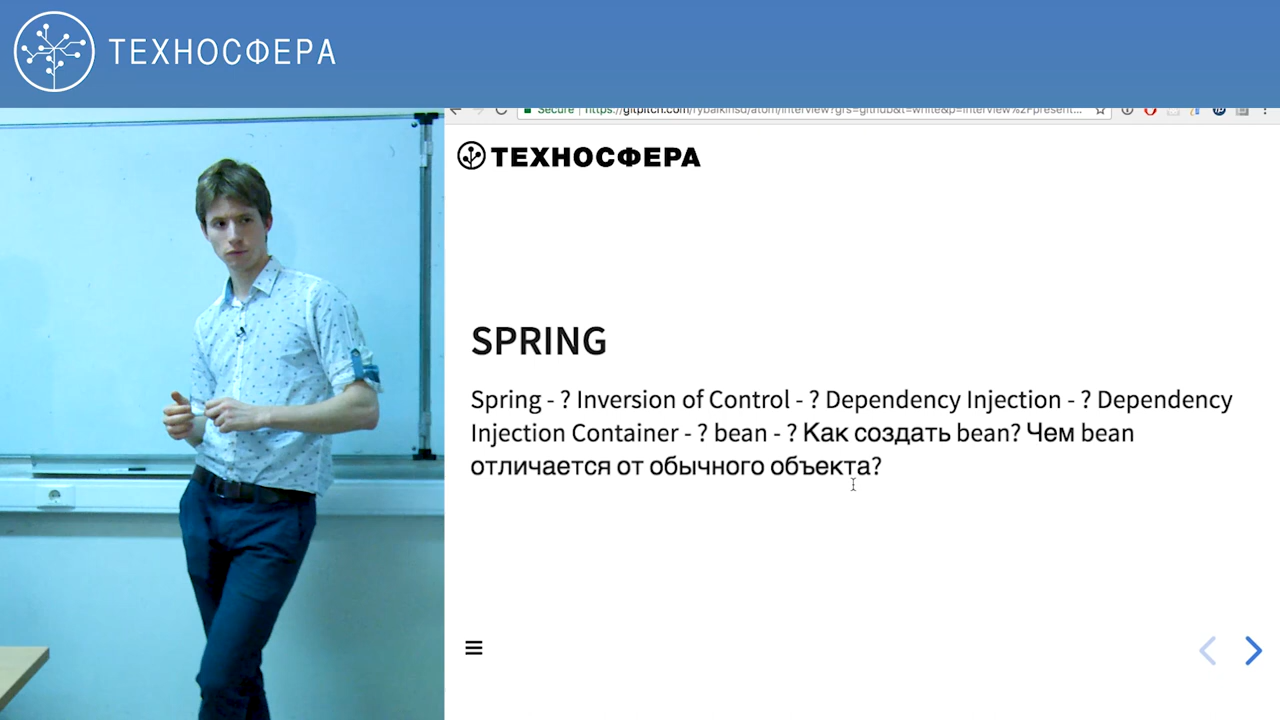 ТЕХНОСФЕРА
Secure
ТЕХНОСФЕРА
SPRING
Spring - ? Inversion of Control - ? Dependency Injection - ? Dependency
Injection Container - ? bean - ? Как создать bean? Чем bean
отличается от обычного объекта?